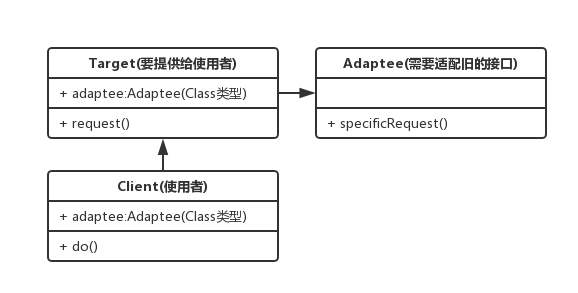 Target(要提供给使用者)
+ adaptee:Adaptee(Class类型)
+ request()
Adaptee(需要适配旧的接口)
+ specificRequest()
Client(使用者)
+ adaptee:Adaptee(Class类型)
+ do()